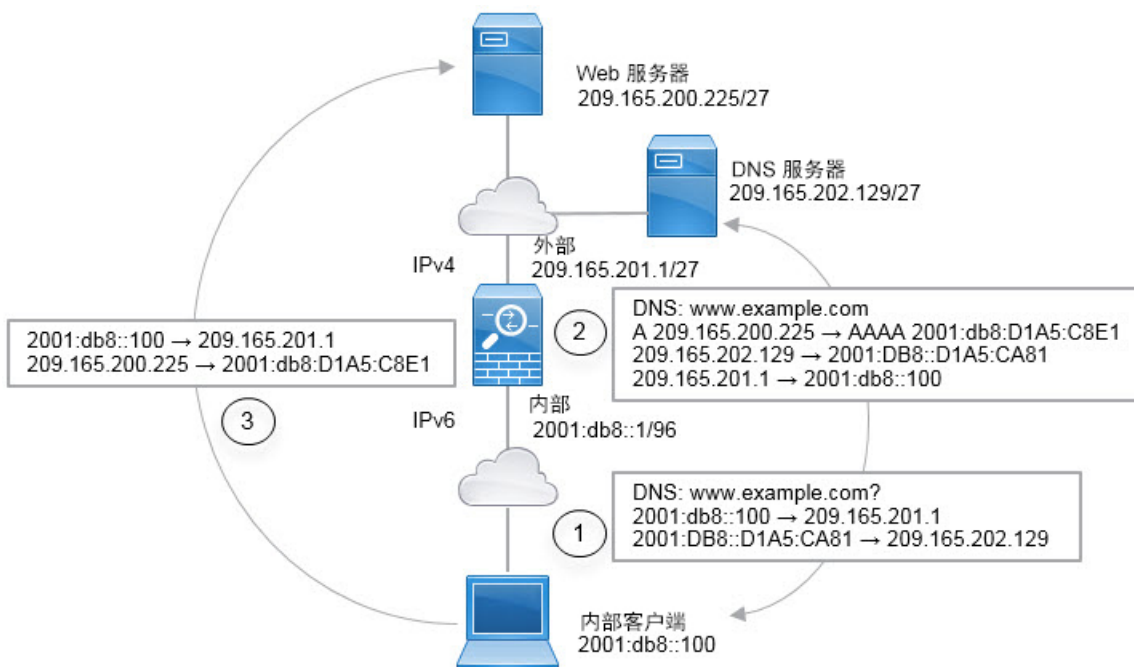 Web 服务器
209.165.200.225/27
DNS 服务器
209.165.202.129/27
IPv4
外部
209.165.201.1/27
2001:db8::100 → 209.165.201.1
209.165.200.225 → 2001:db8:D1A5:C8E1
2
DNS: www.example.com
A 209.165.200.225 → AAAA 2001:db8:D1A5:C8E1
209.165.202.129 → 2001:DB8::D1A5:CA81
209.165.201.1 → 2001:db8::100
3
IPv6
内部
2001:db8::1/96
1
DNS: www.example.com?
2001:db8::100 → 209.165.201.1
2001:DB8::D1A5:CA81 → 209.165.202.129
内部客户端
2001:db8::100